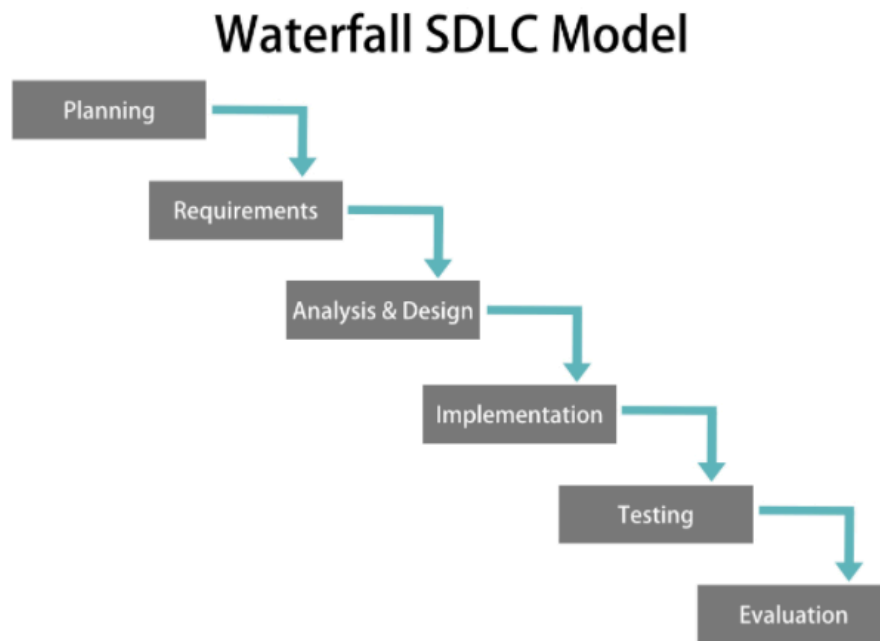 Waterfall SDLC Model
Planning
Requirements
Analysis & Design
Implementation
Testing
Evaluation